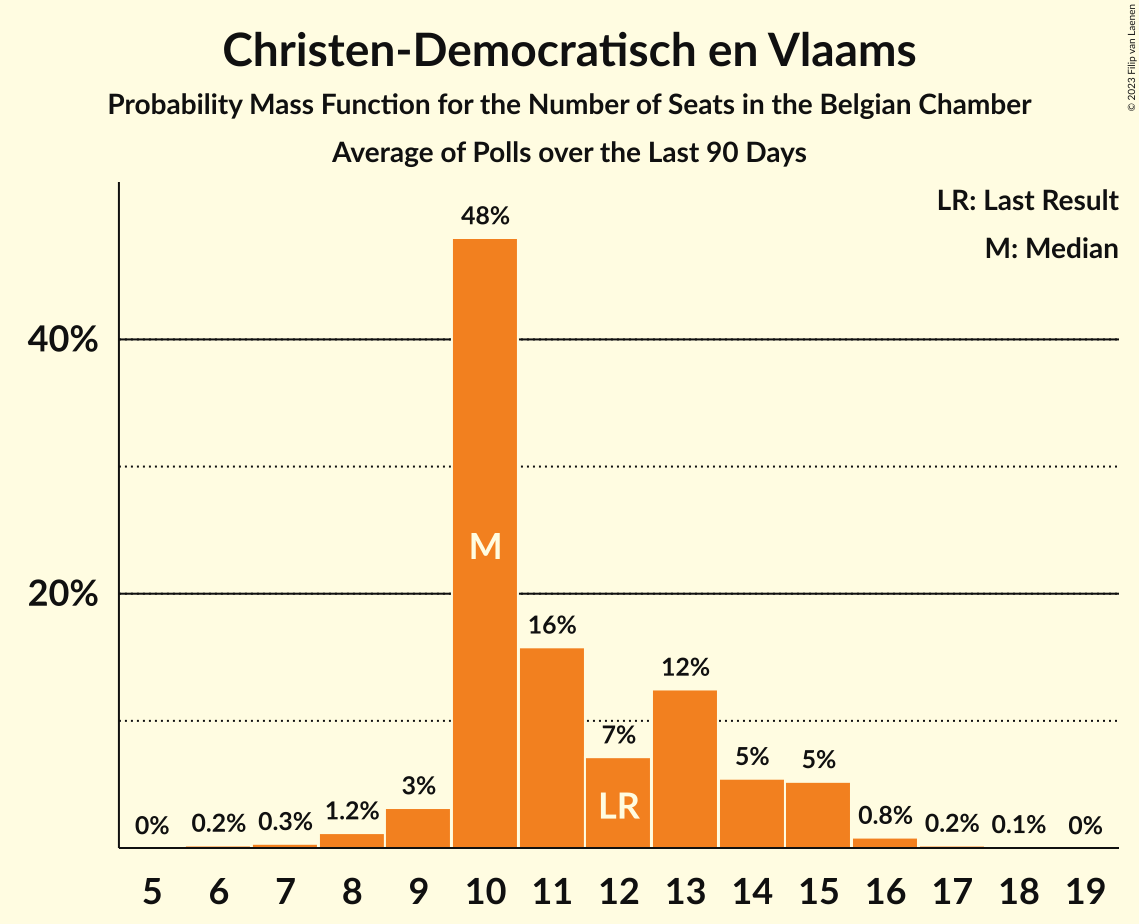 Christen-Democratisch en Vlaams
Probability Mass Function for the Number of Seats in the Belgian Chamber
Average of Polls over the Last 90 Days
© 2023 Filip van Laenen
LR: Last Result
M: Median
48%
40%
M
20%
16%
12%
7%
5%
5%
3%
LR
1.2%
0.8%
0%
0.2%
0.3%
0.2%
0.1%
0%
5 6 7 8 9 10 11 12 13 14 15 16 17 18 19